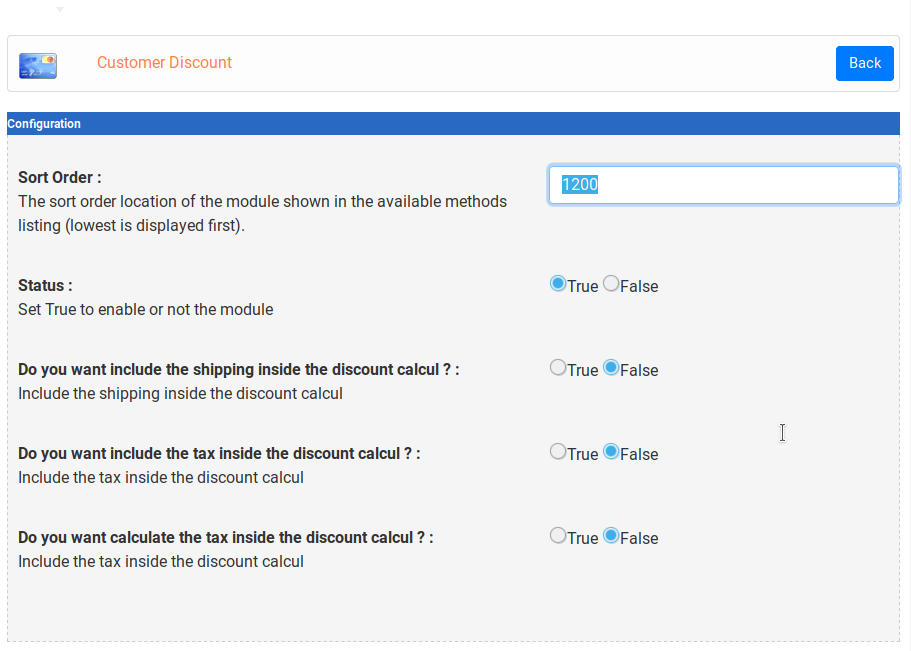 Customer Discount
Back
Configuration
Sort Order :
The sort order location of the module shown in the available methods
listing (lowest is displayed first).
1200
Status :
Set True to enable or not the module
True False
Do you want include the shipping inside the discount calcul ? :
Include the shipping inside the discount calcul
True False
Do you want include the tax inside the discount calcul ? :
Include the tax inside the discount calcul
True False
Do you want calculate the tax inside the discount calcul ? :
Include the tax inside the discount calcul
True False